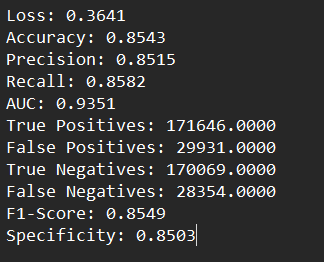 Loss: 0.3641
Accuracy: 0.8543
Precision: 0.8515
Recall: 0.8582
AUC: 0.9351
True Positives: 171646.0000
False Positives: 29931.0000
True Negatives: 170069.0000
False Negatives: 28354.0000
F1-Score: 0.8549
Specificity: 0.8503